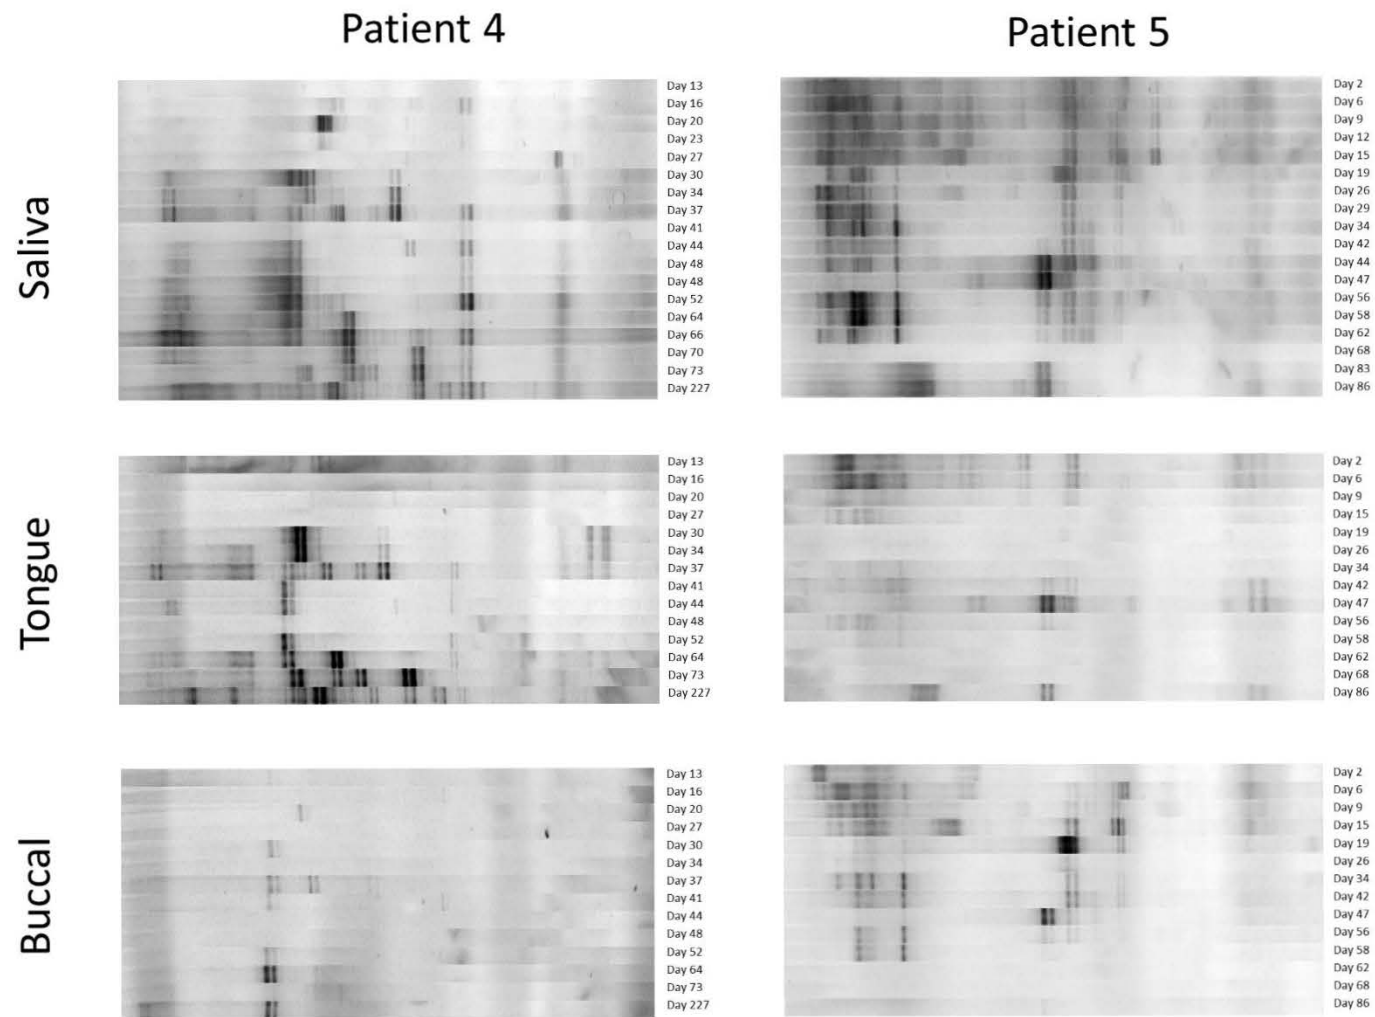 Patient 4
Patient 5
Saliva
Day 13
Day 16
Day 20
Day 23
Day 27
Day 30
Day 34
Day 37
Day 41
Day 44
Day 48
Day 48
Day 52
Day 64
Day 66
Day 70
Day 73
Day 227
Day 2
Day 6
Day 9
Day 12
Day 15
Day 19
Day 26
Day 29
Day 34
Day 42
Day 44
Day 47
Day 56
Day 58
Day 62
Day 68
Day 83
Day 86
Tongue
Day 13
Day 16
Day 20
Day 27
Day 30
Day 34
Day 37
Day 41
Day 44
Day 48
Day 52
Day 64
Day 73
Day 227
Day 2
Day 6
Day 9
Day 15
Day 19
Day 26
Day 34
Day 42
Day 47
Day 56
Day 58
Day 62
Day 68
Day 86
Buccal
Day 13
Day 16
Day 20
Day 27
Day 30
Day 34
Day 37
Day 41
Day 44
Day 48
Day 52
Day 64
Day 73
Day 227
Day 2
Day 6
Day 9
Day 15
Day 19
Day 26
Day 34
Day 42
Day 47
Day 56
Day 58
Day 62
Day 68
Day 86